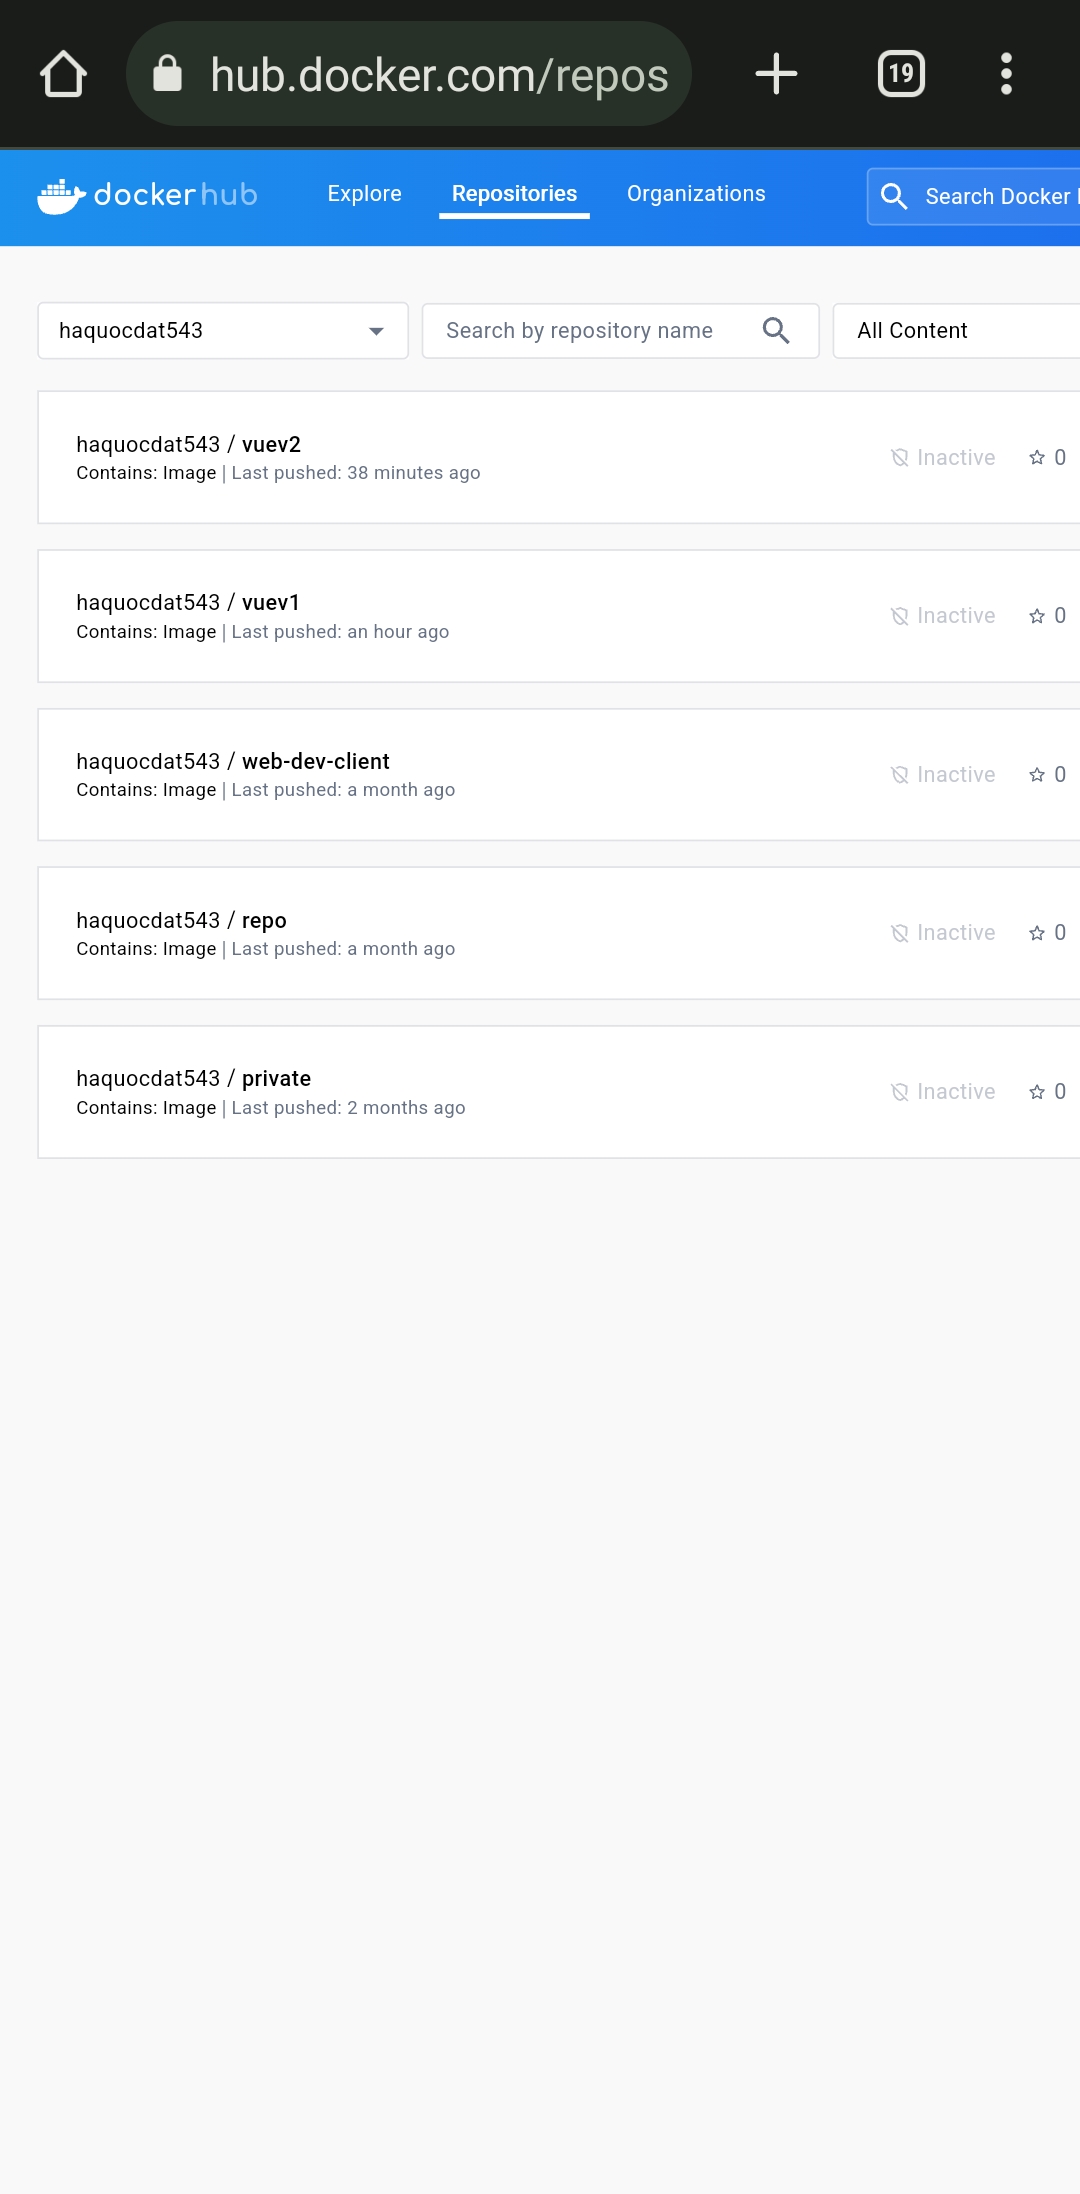 hub.docker.com/repos
19
docker hub
Explore
Repositories
Organizations
Search Docker
haquocdat543
Search by repository name
All Content
haquocdat543 / vuev2
Contains: Image | Last pushed: 38 minutes ago
Inactive
0
haquocdat543 / vuev1
Contains: Image | Last pushed: an hour ago
Inactive
0
haquocdat543 / web-dev-client
Contains: Image | Last pushed: a month ago
Inactive
0
haquocdat543 / repo
Contains: Image | Last pushed: a month ago
Inactive
0
haquocdat543 / private
Contains: Image | Last pushed: 2 months ago
Inactive
0